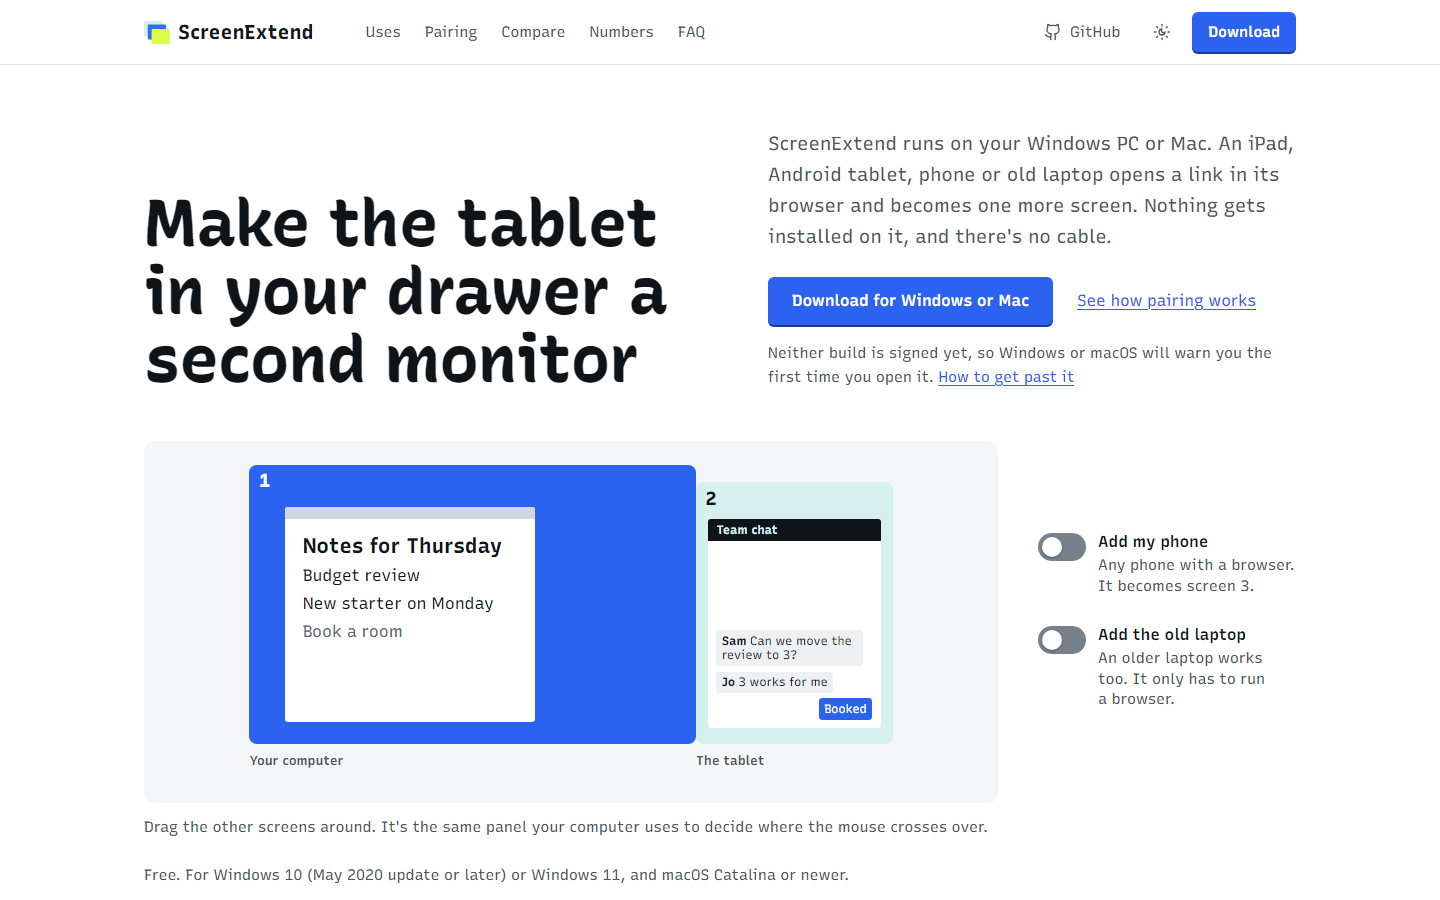 ScreenExtend
Uses
Pairing
Compare
Numbers
FAQ
GitHub
Download
Make the tablet
in your drawer a
second monitor
ScreenExtend runs on your Windows PC or Mac. An iPad,
Android tablet, phone or old laptop opens a link in its
browser and becomes one more screen. Nothing gets
installed on it, and there's no cable.
Download for Windows or Mac
See how pairing works
Neither build is signed yet, so Windows or macOS will warn you the
first time you open it. How to get past it
1
Notes for Thursday
Budget review
New starter on Monday
Book a room
Your computer
2
Team chat
Sam Can we move the
review to 3?
Jo 3 works for me
Booked
The tablet
Add my phone
Any phone with a browser.
It becomes screen 3.
Add the old laptop
An older laptop works
too. It only has to run
a browser.
Drag the other screens around. It's the same panel your computer uses to decide where the mouse crosses over.
Free. For Windows 10 (May 2020 update or later) or Windows 11, and macOS Catalina or newer.